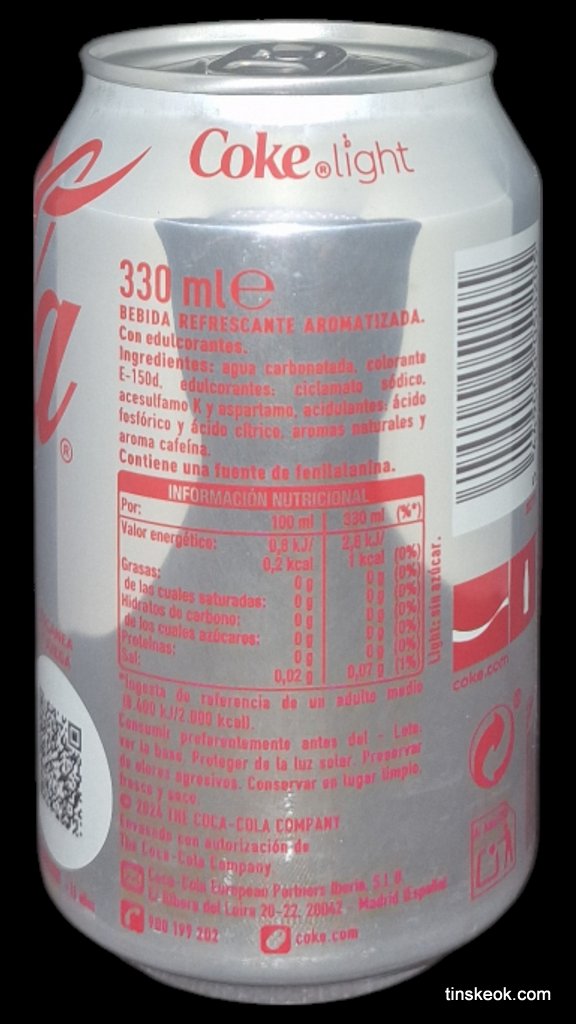 Coke® light
330 ml e
BEBIDA REFRESCANTE AROMATIZADA.
Con edulcorantes.
Ingredientes: agua carbonatada, colorante
E-150d, edulcorantes: ciclamato sódico,
acesulfamo K y aspartamo, acidulantes: ácido
fosfórico y ácido cítrico, aromas naturales y
aroma cafeína.
Contiene una fuente de fenilalanina.
INFORMACIÓN NUTRICIONAL
Por: 100 ml 330 ml (%*)
Valor energético: 0,8 kJ/ 2,6 kJ/
0,2 kcal 1 kcal (0%)
Grasas: 0 g 0 g (0%)
de las cuales saturadas: 0 g 0 g (0%)
Hidratos de carbono: 0 g 0 g (0%)
de los cuales azúcares: 0 g 0 g (0%)
Proteínas: 0 g 0 g (0%)
Sal: 0,02 g 0,07 g (1%)
Light: sin azúcar.
*Ingesta de referencia de un adulto medio
(8.400 kJ/2.000 kcal).
Consumir preferentemente antes del - Lote:
ver la base. Proteger de la luz solar. Preservar
de olores agresivos. Conservar en lugar limpio,
fresco y seco.
© 2024 THE COCA-COLA COMPANY
Envasado con autorización de
The Coca-Cola Company
Coca-Cola European Partners Iberia, S.L.U.
C/ Ribera del Loira 20-22, 28042 - Madrid (España)
900 199 202 coke.com
coke.com
tinskeok.com